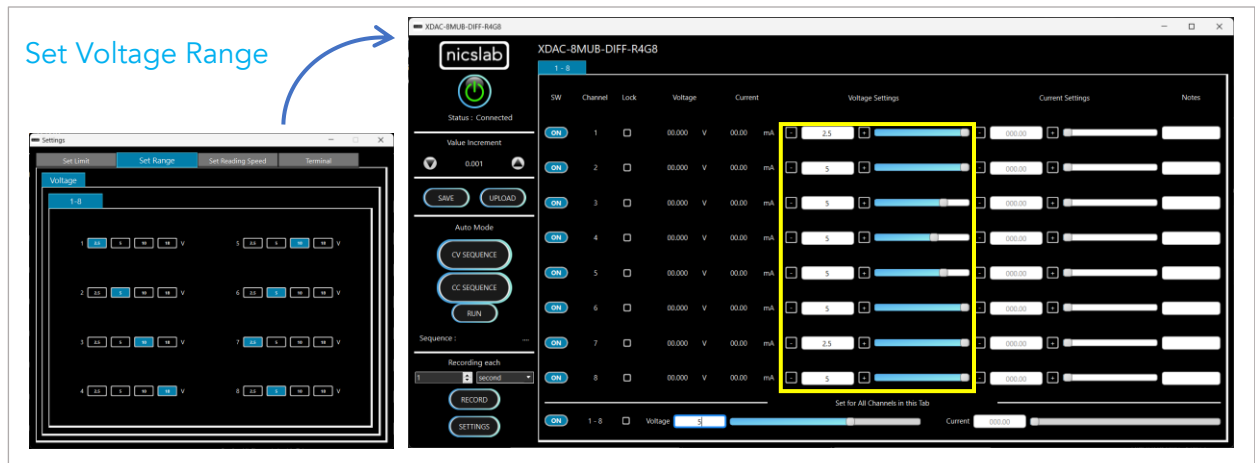 Set Voltage Range
Settings
Set Limit Set Range Set Reading Speed Terminal
Voltage
1-8
1 2.5 5 10 18 V 5 2.5 5 10 18 V
2 2.5 5 10 18 V 6 2.5 5 10 18 V
3 2.5 5 10 18 V 7 2.5 5 10 18 V
4 2.5 5 10 18 V 8 2.5 5 10 18 V
XDAC-8MUB-DIFF-R4G8
nicslab
Status : Connected
Value Increment
0.001
SAVE UPLOAD
Auto Mode
CV SEQUENCE
CC SEQUENCE
RUN
Sequence : ....
Recording each
1 second
RECORD
SETTINGS
XDAC-8MUB-DIFF-R4G8
1 - 8
SW Channel Lock Voltage Current Voltage Settings Current Settings Notes
ON 1 00.000 V 00.00 mA - 2.5 + - 000.00 +
ON 2 00.000 V 00.00 mA - 5 + - 000.00 +
ON 3 00.000 V 00.00 mA - 5 + - 000.00 +
ON 4 00.000 V 00.00 mA - 5 + - 000.00 +
ON 5 00.000 V 00.00 mA - 5 + - 000.00 +
ON 6 00.000 V 00.00 mA - 5 + - 000.00 +
ON 7 00.000 V 00.00 mA - 2.5 + - 000.00 +
ON 8 00.000 V 00.00 mA - 5 + - 000.00 +
Set for All Channels in this Tab
ON 1 - 8 Voltage 5 Current 000.00